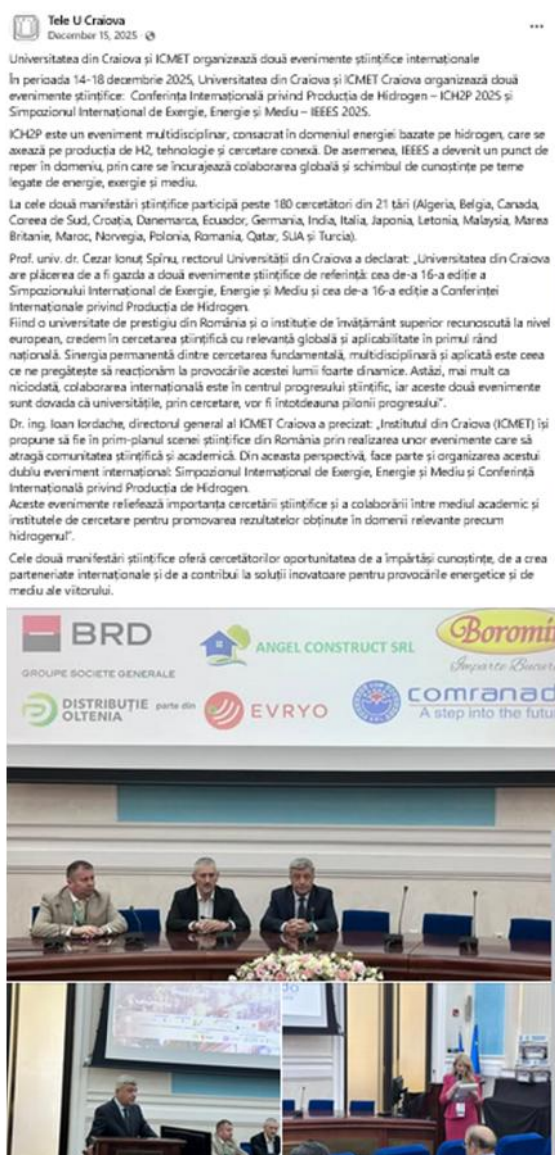 Tele U Craiova
December 15, 2025
Universitatea din Craiova și ICMET organizează două evenimente științifice internaționale
În perioada 14-18 decembrie 2025, Universitatea din Craiova și ICMET Craiova organizează două
evenimente științifice: Conferința Internațională privind Producția de Hidrogen – ICH2P 2025 și
Simpozionul Internațional de Exergie, Energie și Mediu – IEEES 2025.
ICH2P este un eveniment multidisciplinar, consacrat în domeniul energiei bazate pe hidrogen, care se
axează pe producția de H2, tehnologie și cercetare conexă. De asemenea, IEEES a devenit un punct de
reper în domeniu, prin care se încurajează colaborarea globală și schimbul de cunoștințe pe teme
legate de energie, exergie și mediu.
La cele două manifestări științifice participă peste 180 cercetători din 21 țări (Algeria, Belgia, Canada,
Coreea de Sud, Croația, Danemarca, Ecuador, Germania, India, Italia, Japonia, Letonia, Malaysia, Marea
Britanie, Maroc, Norvegia, Polonia, Romania, Qatar, SUA și Turcia).
Prof. univ. dr. Cezar Ionuț Spînu, rectorul Universității din Craiova a declarat: „Universitatea din Craiova
are plăcerea de a fi gazda a două evenimente științifice de referință: cea de-a 16-a ediție a
Simpozionului Internațional de Exergie, Energie și Mediu și cea de-a 16-a ediție a Conferinței
Internaționale privind Producția de Hidrogen.
Fiind o universitate de prestigiu din România și o instituție de învățământ superior recunoscută la nivel
european, credem în cercetarea științifică cu relevanță globală și aplicabilitate în primul rând
națională. Sinergia permanentă dintre cercetarea fundamentală, multidisciplinară și aplicată este ceea
ce ne pregătește să reacționăm la provocările acestei lumii foarte dinamice. Astăzi, mai mult ca
niciodată, colaborarea internațională este în centrul progresului științific, iar aceste două evenimente
sunt dovada că universitățile, prin cercetare, vor fi întotdeauna pilonii progresului”.
Dr. ing. Ioan Iordache, directorul general al ICMET Craiova a precizat: „Institutul din Craiova (ICMET) își
propune să fie în prim-planul scenei științifice din România prin realizarea unor evenimente care să
atragă comunitatea științifică și academică. Din aceasta perspectivă, face parte și organizarea acestui
dublu eveniment internațional: Simpozionul Internațional de Exergie, Energie și Mediu și Conferință
Internațională privind Producția de Hidrogen.
Aceste evenimente reliefează importanța cercetării științifice și a colaborării între mediul academic și
institutele de cercetare pentru promovarea rezultatelor obținute în domenii relevante precum
hidrogenul”.
Cele două manifestări științifice oferă cercetătorilor oportunitatea de a împărtăși cunoștințe, de a crea
parteneriate internaționale și de a contribui la soluții inovatoare pentru provocările energetice și de
mediu ale viitorului.
BRD
GROUPE SOCIETE GENERALE
ANGEL CONSTRUCT SRL
Boromi
Imparte Bucur
DISTRIBUȚIE
OLTENIA
parte din
EVRYO
comranad
A step into the futu